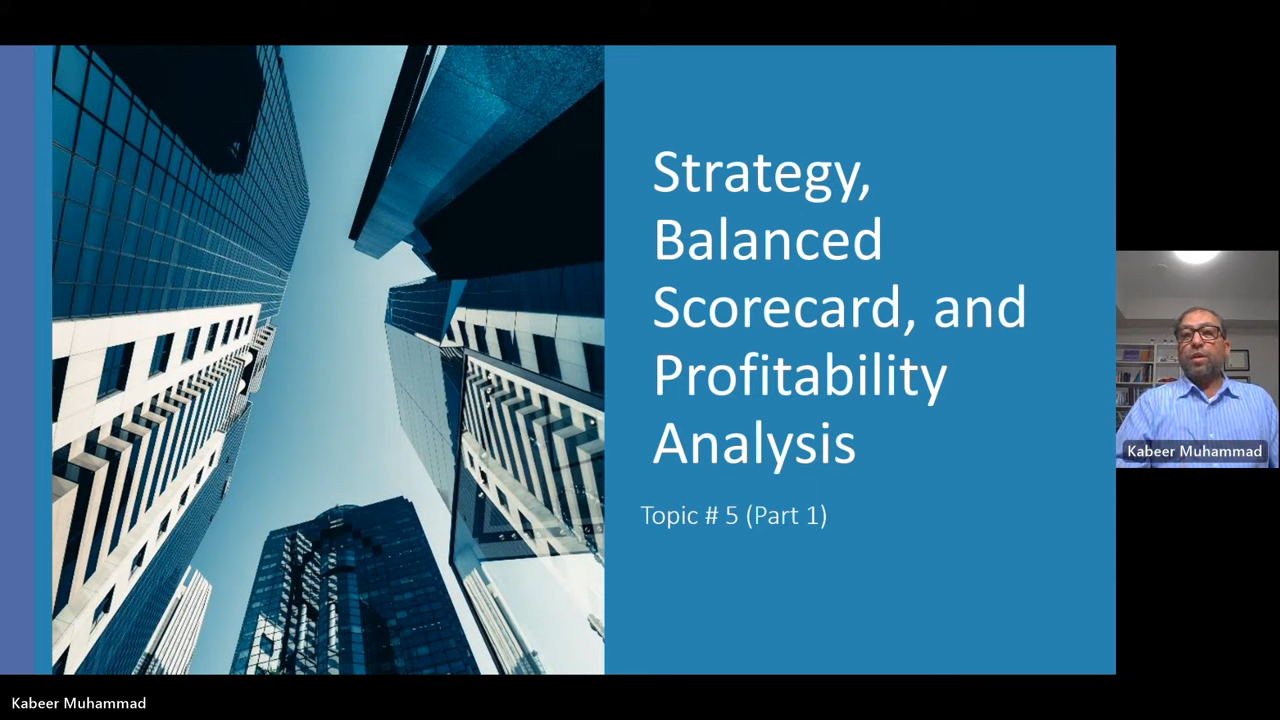 Strategy,
Balanced
Scorecard, and
Profitability
Analysis
Topic # 5 (Part 1)
Kabeer Muhammad
Kabeer Muhammad